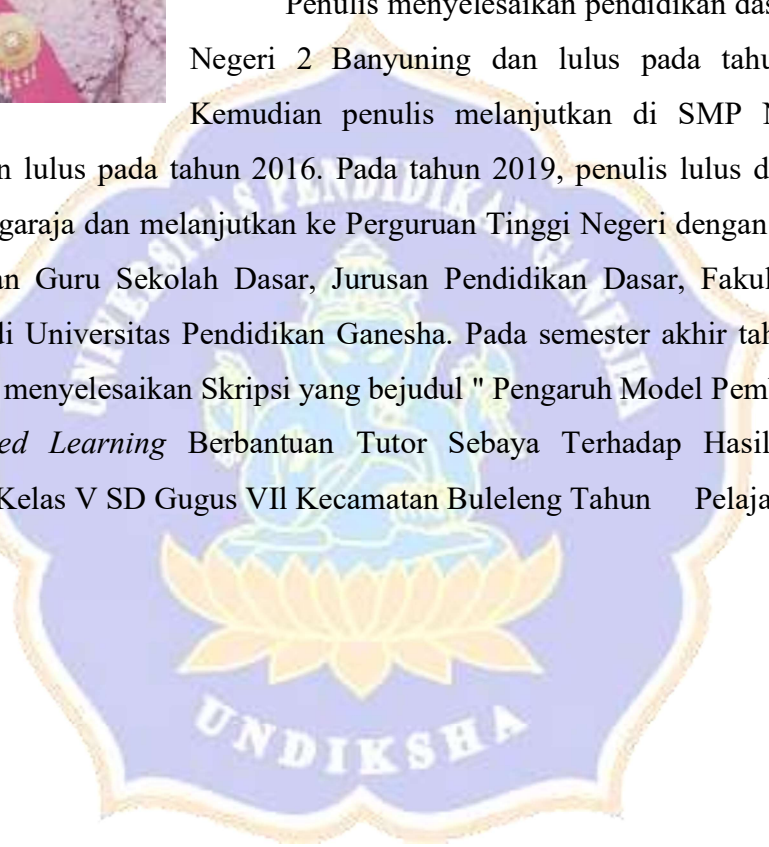 Penulis menyelesaikan pendidikan das
Negeri 2 Banyuning dan lulus pada tahu
Kemudian penulis melanjutkan di SMP N
n lulus pada tahun 2016. Pada tahun 2019, penulis lulus d
garaja dan melanjutkan ke Perguruan Tinggi Negeri dengan
an Guru Sekolah Dasar, Jurusan Pendidikan Dasar, Fakul
di Universitas Pendidikan Ganesha. Pada semester akhir tah
menyelesaikan Skripsi yang bejudul " Pengaruh Model Pem
ed Learning Berbantuan Tutor Sebaya Terhadap Hasil
Kelas V SD Gugus VIl Kecamatan Buleleng Tahun Pelaja
UNIVERSITAS PENDIDIKAN GANESHA
UNDIKSHA